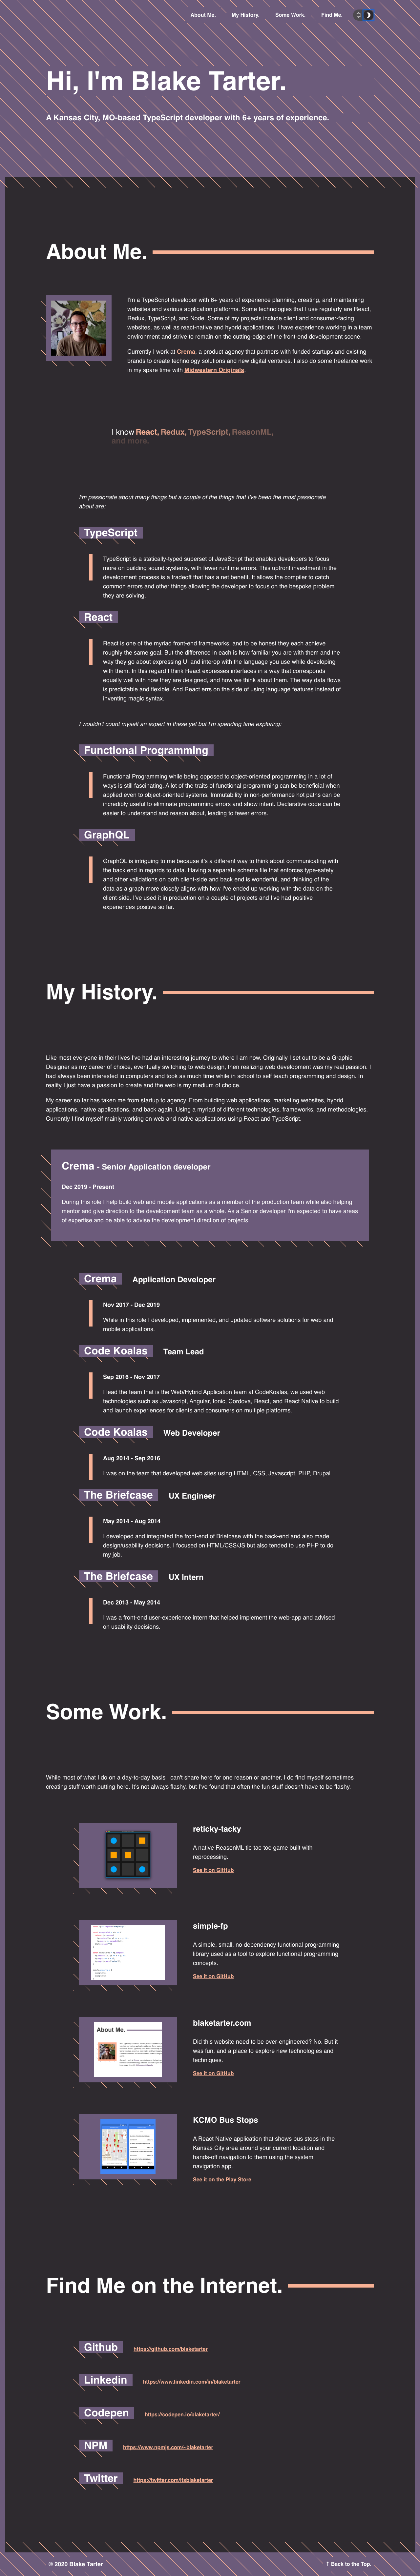 About Me.
My History.
Some Work.
Find Me.
Hi, I'm Blake Tarter.
A Kansas City, MO-based TypeScript developer with 6+ years of experience.
About Me.
I'm a TypeScript developer with 6+ years of experience planning, creating, and maintaining
websites and various application platforms. Some technologies that I use regularly are React,
Redux, TypeScript, and Node. Some of my projects include client and consumer-facing
websites, as well as react-native and hybrid applications. I have experience working in a team
environment and strive to remain on the cutting-edge of the front-end development scene.
Currently I work at Crema, a product agency that partners with funded startups and existing
brands to create technology solutions and new digital ventures. I also do some freelance work
in my spare time with Midwestern Originals.
I know React, Redux, TypeScript, ReasonML,
and more.
I'm passionate about many things but a couple of the things that I've been the most passionate
about are:
TypeScript
TypeScript is a statically-typed superset of JavaScript that enables developers to focus
more on building sound systems, with fewer runtime errors. This upfront investment in the
development process is a tradeoff that has a net benefit. It allows the compiler to catch
common errors and other things allowing the developer to focus on the bespoke problem
they are solving.
React
React is one of the myriad front-end frameworks, and to be honest they each achieve
roughly the same goal. But the difference in each is how familiar you are with them and the
way they go about expressing UI and interop with the language you use while developing
with them. In this regard I think React expresses interfaces in a way that corresponds
equally well with how they are designed, and how we think about them. The way data flows
is predictable and flexible. And React errs on the side of using language features instead of
inventing magic syntax.
I wouldn't count myself an expert in these yet but I'm spending time exploring:
Functional Programming
Functional Programming while being opposed to object-oriented programming in a lot of
ways is still fascinating. A lot of the traits of functional-programming can be beneficial when
applied even to object-oriented systems. Immutability in non-performance hot paths can be
incredibly useful to eliminate programming errors and show intent. Declarative code can be
easier to understand and reason about, leading to fewer errors.
GraphQL
GraphQL is intriguing to me because it's a different way to think about communicating with
the back end in regards to data. Having a separate schema file that enforces type-safety
and other validations on both client-side and back end is wonderful, and thinking of the
data as a graph more closely aligns with how I've ended up working with the data on the
client-side. I've used it in production on a couple of projects and I've had positive
experiences positive so far.
My History.
Like most everyone in their lives I've had an interesting journey to where I am now. Originally I set out to be a Graphic
Designer as my career of choice, eventually switching to web design, then realizing web development was my real passion. I
had always been interested in computers and took as much time while in school to self teach programming and design. In
reality I just have a passion to create and the web is my medium of choice.
My career so far has taken me from startup to agency. From building web applications, marketing websites, hybrid
applications, native applications, and back again. Using a myriad of different technologies, frameworks, and methodologies.
Currently I find myself mainly working on web and native applications using React and TypeScript.
Crema - Senior Application developer
Dec 2019 - Present
During this role I help build web and mobile applications as a member of the production team while also helping
mentor and give direction to the development team as a whole. As a Senior developer I'm expected to have areas
of expertise and be able to advise the development direction of projects.
Crema Application Developer
Nov 2017 - Dec 2019
While in this role I developed, implemented, and updated software solutions for web and
mobile applications.
Code Koalas Team Lead
Sep 2016 - Nov 2017
I lead the team that is the Web/Hybrid Application team at CodeKoalas, we used web
technologies such as Javascript, Angular, Ionic, Cordova, React, and React Native to build
and launch experiences for clients and consumers on multiple platforms.
Code Koalas Web Developer
Aug 2014 - Sep 2016
I was on the team that developed web sites using HTML, CSS, Javascript, PHP, Drupal.
The Briefcase UX Engineer
May 2014 - Aug 2014
I developed and integrated the front-end of Briefcase with the back-end and also made
design/usability decisions. I focused on HTML/CSS/JS but also tended to use PHP to do
my job.
The Briefcase UX Intern
Dec 2013 - May 2014
I was a front-end user-experience intern that helped implement the web-app and advised
on usability decisions.
Some Work.
While most of what I do on a day-to-day basis I can't share here for one reason or another, I do find myself sometimes
creating stuff worth putting here. It's not always flashy, but I've found that often the fun-stuff doesn't have to be flashy.
reticky-tacky
A native ReasonML tic-tac-toe game built with
reprocessing.
See it on GitHub
simple-fp
A simple, small, no dependency functional programming
library used as a tool to explore functional programming
concepts.
See it on GitHub
About Me.
blaketarter.com
Did this website need to be over-engineered? No. But it
was fun, and a place to explore new technologies and
techniques.
See it on GitHub
KCMO Bus Stops
A React Native application that shows bus stops in the
Kansas City area around your current location and
hands-off navigation to them using the system
navigation app.
See it on the Play Store
Find Me on the Internet.
Github https://github.com/blaketarter
Linkedin https://www.linkedin.com/in/blaketarter
Codepen https://codepen.io/blaketarter/
NPM https://www.npmjs.com/~blaketarter
Twitter https://twitter.com/itsblaketarter
© 2020 Blake Tarter
↑ Back to the Top.